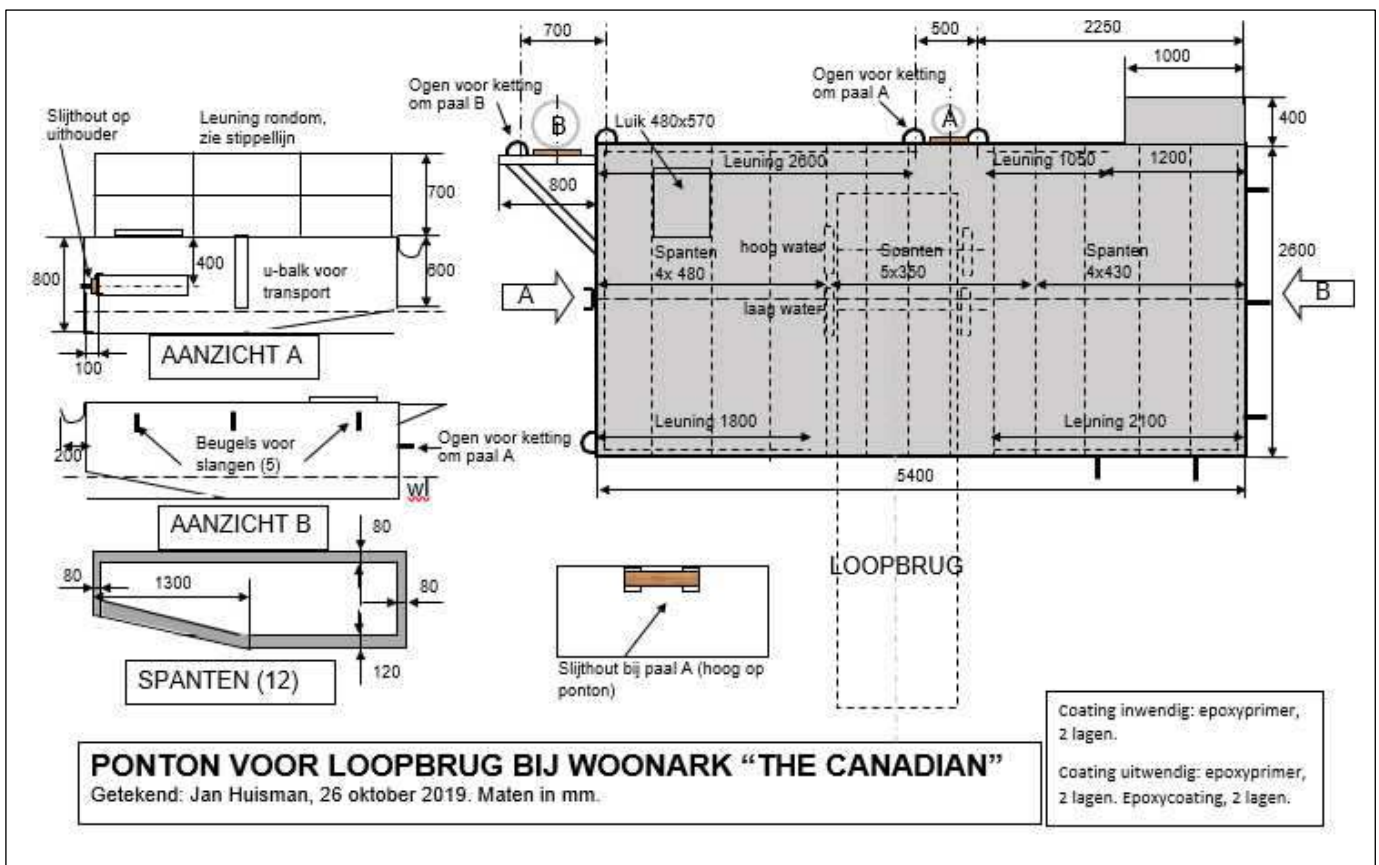 700
500
2250
1000
Ogen voor ketting
om paal B
Ogen voor ketting
om paal A
Slijthout op
uithouder
Leuning rondom,
zie stippellijn
B
Luik 480x570
A
400
Leuning 2600
Leuning 1050
1200
700
800
800
400
600
u-balk voor
transport
hoog water
Spanten
4x 480
Spanten
5x350
Spanten
4x430
2600
A
B
laag water
100
AANZICHT A
Leuning 1800
Leuning 2100
200
Beugels voor
slangen (5)
Ogen voor ketting
om paal A
wl
5400
AANZICHT B
80
80
1300
80
120
SPANTEN (12)
LOOPBRUG
Slijthout bij paal A (hoog op
ponton)
Coating inwendig: epoxyprimer,
2 lagen.
Coating uitwendig: epoxyprimer,
2 lagen. Epoxycoating, 2 lagen.
PONTON VOOR LOOPBRUG BIJ WOONARK “THE CANADIAN”
Getekend: Jan Huisman, 26 oktober 2019. Maten in mm.